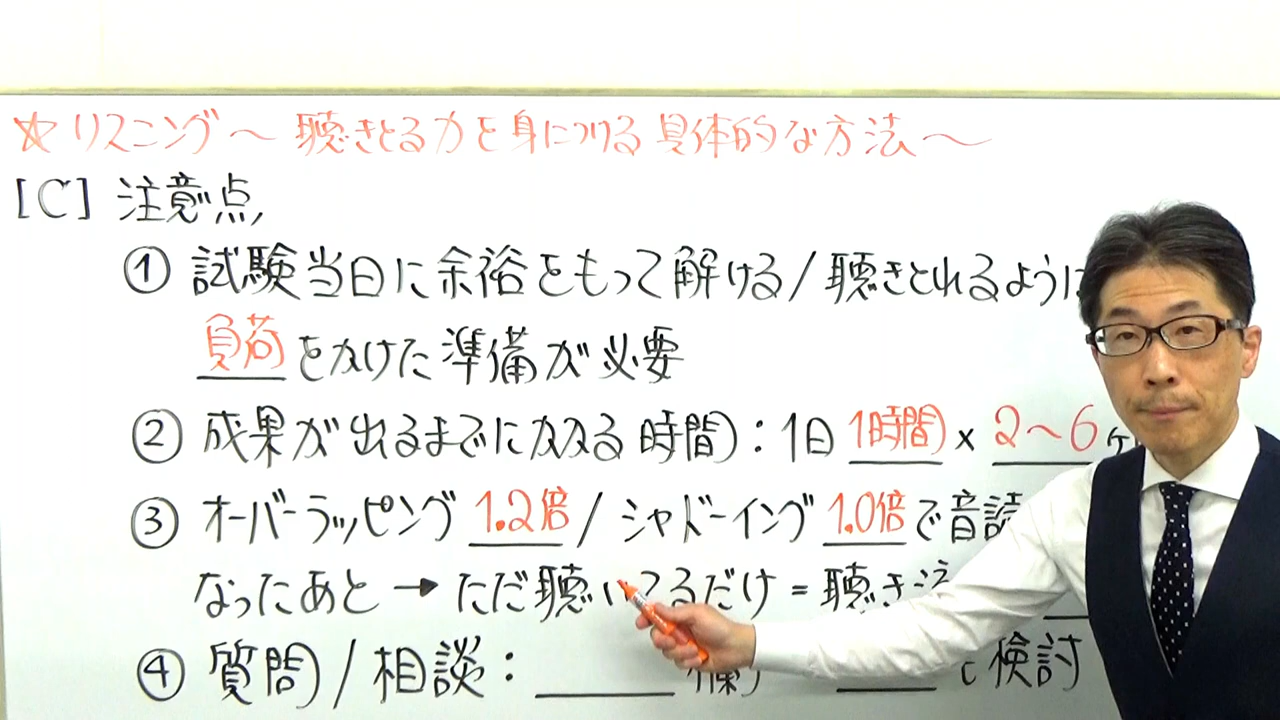 ☆リスニング～聴きとる力を身につける具体的な方法～
[C] 注意点
① 試験当日に余裕をもって解ける/聴きとれるように
負荷をかけた準備が必要
② 成果が出るまでにかかる時間：1日 1時間 × 2～6ヶ
③ オーバーラッピング 1.2倍 / シャドーイング 1.0倍で音読
なったあと → ただ聴いてるだけ = 聴き
④ 質問/相談： 検討